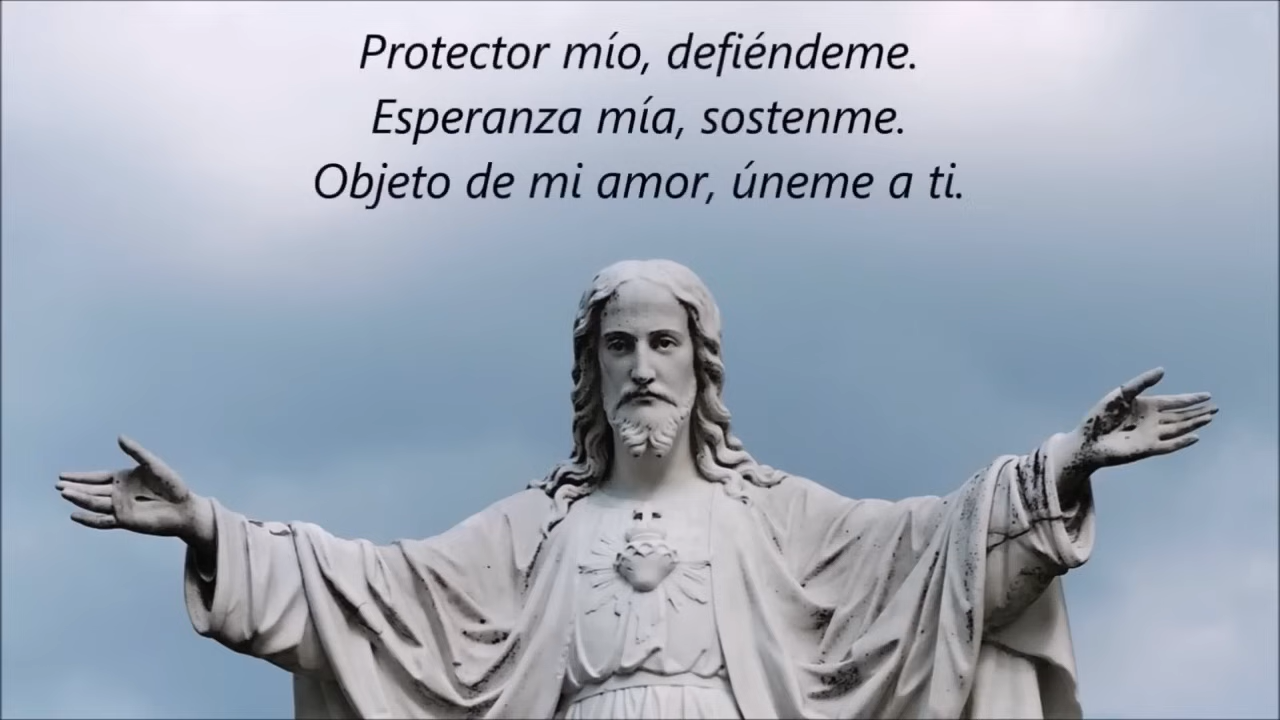 Protector mío, defiéndeme.
Esperanza mía, sostenme.
Objeto de mi amor, úneme a ti.